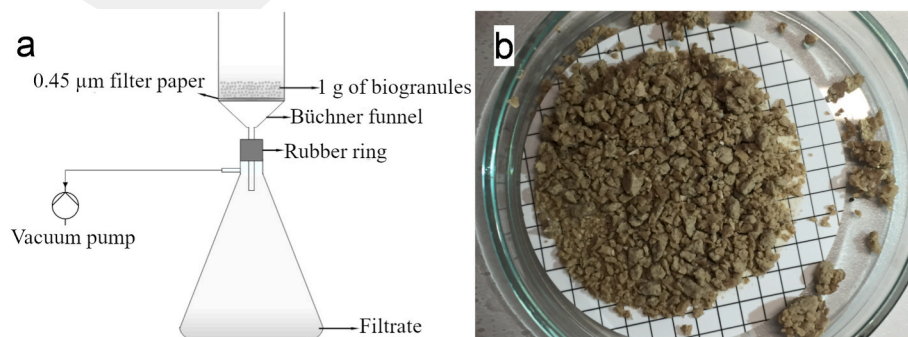 a
0.45 µm filter paper
1 g of biogranules
Büchner funnel
Rubber ring
Vacuum pump
Filtrate
b